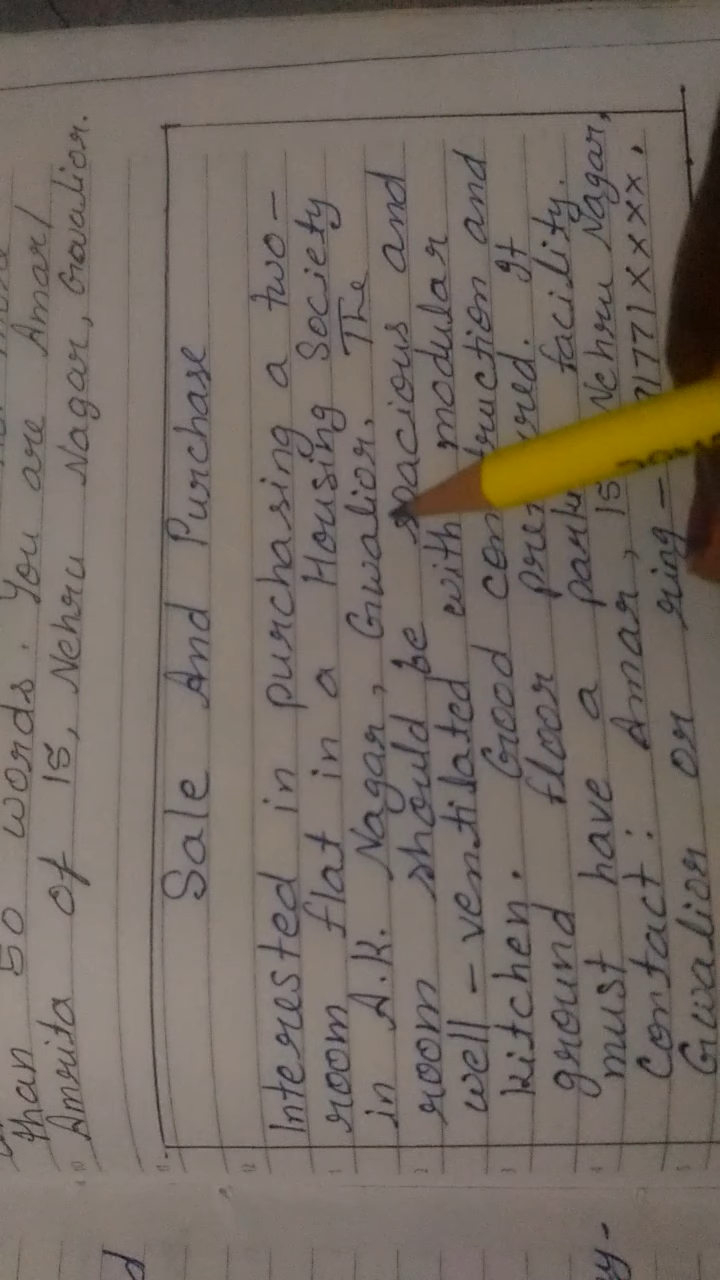 than 50 words. You are Amar/
Amrita of 15, Nehru Nagar, Gwalior.
Sale And Purchase
Interested in purchasing a two-
room flat in a Housing Society
in A.K. Nagar, Gwalior. The
room should be spacious and
well-ventilated with modular
kitchen. Good construction and
ground floor preferred. It
must have a parking facility.
Contact: Amar, 15 Nehru Nagar,
Gwalior or ring - 91771xxxxx.